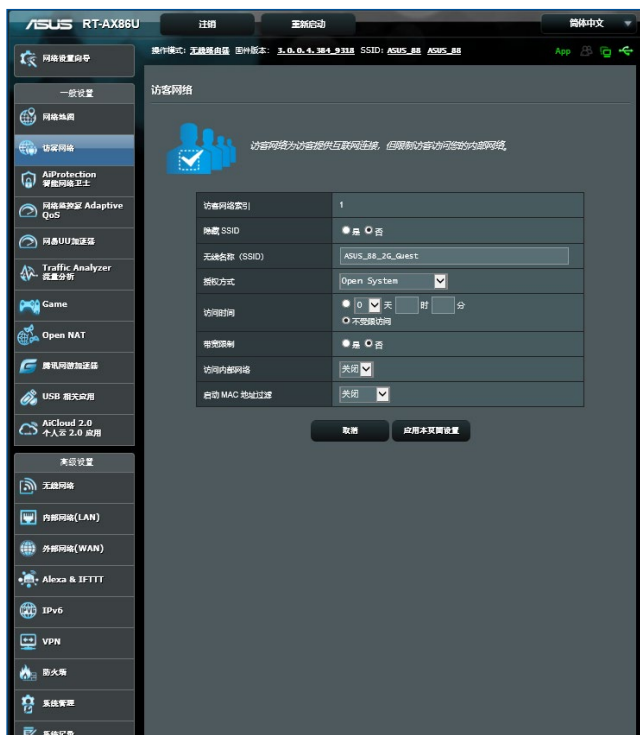 ASUS RT-AX86U 注销 重新启动 简体中文
操作模式: 无线路由器 固件版本: 3.0.0.4.384_9318 SSID: ASUS_88 ASUS_88 App
网络设置向导
一般设置
网络地图
访客网络
AiProtection
智能网络卫士
网络监控家 Adaptive
QoS
网易UU加速器
Traffic Analyzer
流量分析
Game
Open NAT
腾讯网游加速器
USB 相关应用
AiCloud 2.0
个人云 2.0 应用
高级设置
无线网络
内部网络(LAN)
外部网络(WAN)
Alexa & IFTTT
IPv6
VPN
防火墙
系统管理
系统记录
访客网络
访客网络为访客提供互联网连接，但限制访客访问您的内部网络。
访客网络索引 1
隐藏 SSID 是 否
无线名称（SSID） ASUS_88_2G_Guest
授权方式 Open System
访问时间 0 天 时 分
不受限访问
带宽限制 是 否
访问内部网络 关闭
启动 MAC 地址过滤 关闭
取消 应用本页面设置